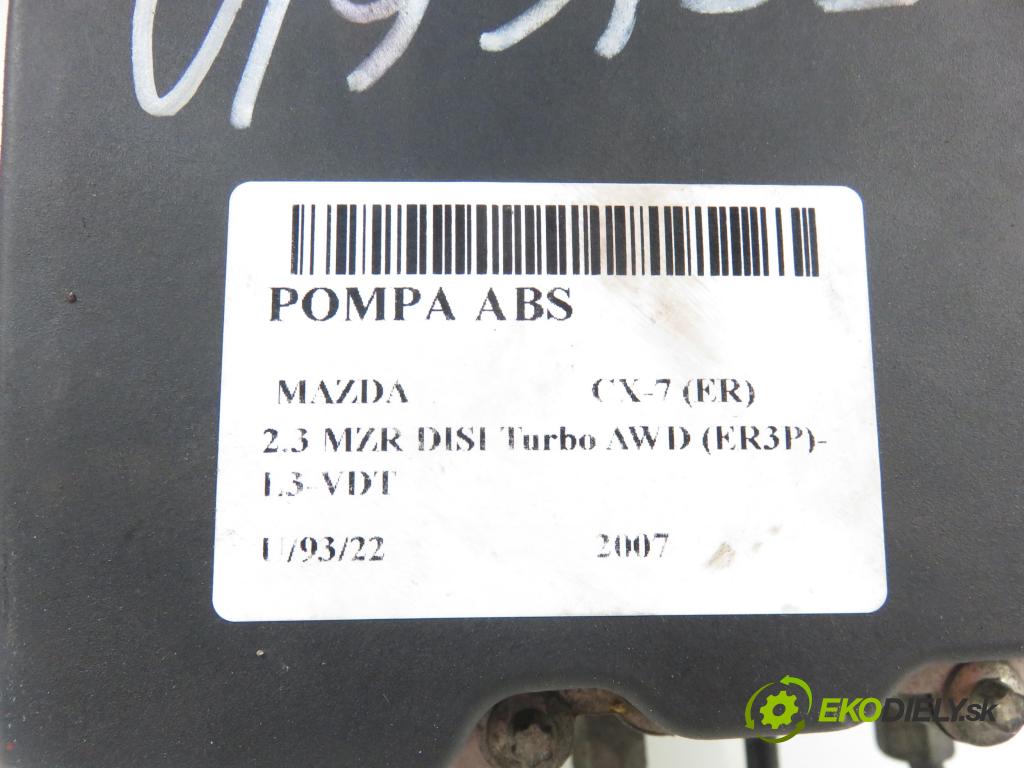 POMPA ABS
MAZDA CX-7 (ER)
2.3 MZR DISI Turbo AWD (ER3P)-
L3-VDT
U/93/22 2007
EKODIELY.sk